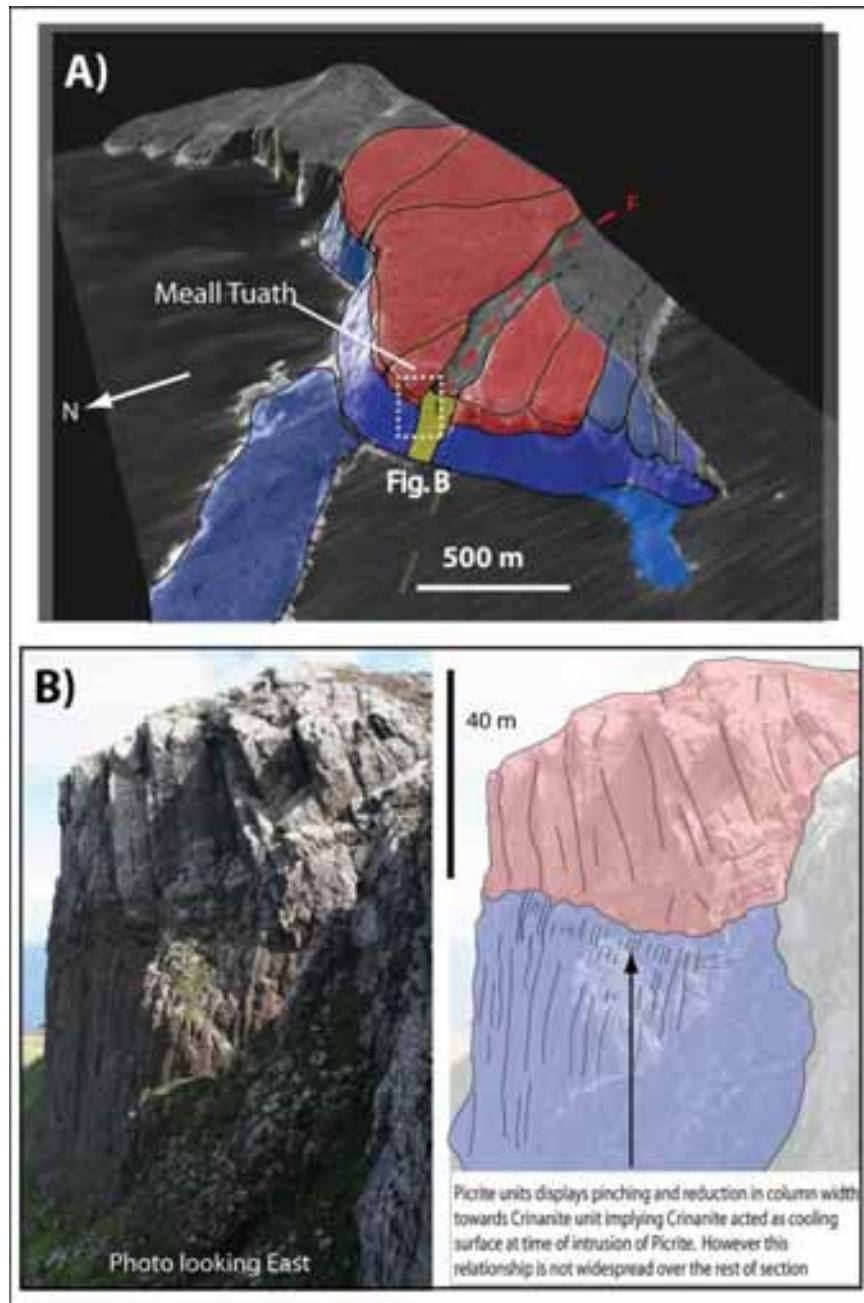 A)
F
Meall Tuath
N
Fig. B
500 m
B)
40 m
Photo looking East
Picrite units displays pinching and reduction in column width
towards Crinanite unit implying Crinanite acted as cooling
surface at time of intrusion of Picrite. However this
relationship is not widespread over the rest of section